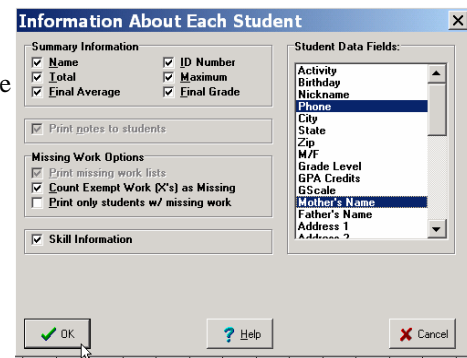 Information About Each Student
Summary Information
Name
ID Number
Total
Maximum
Final Average
Final Grade
e
Print notes to students
Missing Work Options
Print missing work lists
Count Exempt Work (X's) as Missing
Print only students w/ missing work
Skill Information
Student Data Fields:
Activity
Birthday
Nickname
Phone
City
State
Zip
M/F
Grade Level
GPA Credits
GScale
Mother's Name
Father's Name
Address 1
Address 2
OK
Help
Cancel